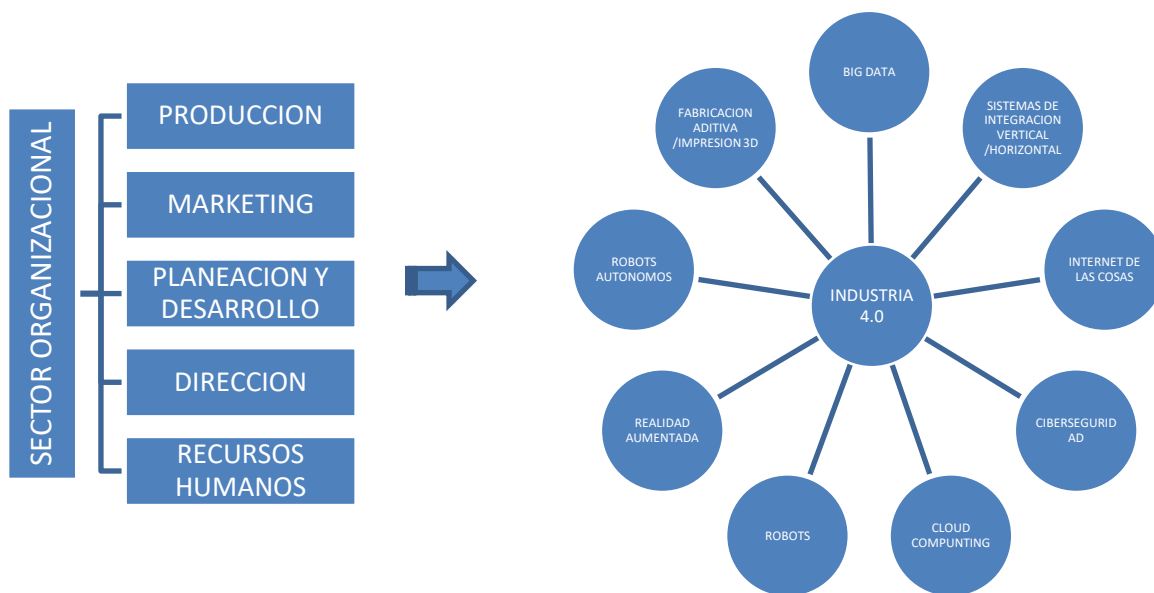 SECTOR ORGANIZACIONAL
PRODUCCION
MARKETING
PLANEACION Y
DESARROLLO
DIRECCION
RECURSOS
HUMANOS
INDUSTRIA
4.0
BIG DATA
SISTEMAS DE
INTEGRACION
VERTICAL
/HORIZONTAL
INTERNET DE
LAS COSAS
CIBERSEGURID
AD
CLOUD
COMPUNTING
ROBOTS
REALIDAD
AUMENTADA
ROBOTS
AUTONOMOS
FABRICACION
ADITIVA
/IMPRESION 3D